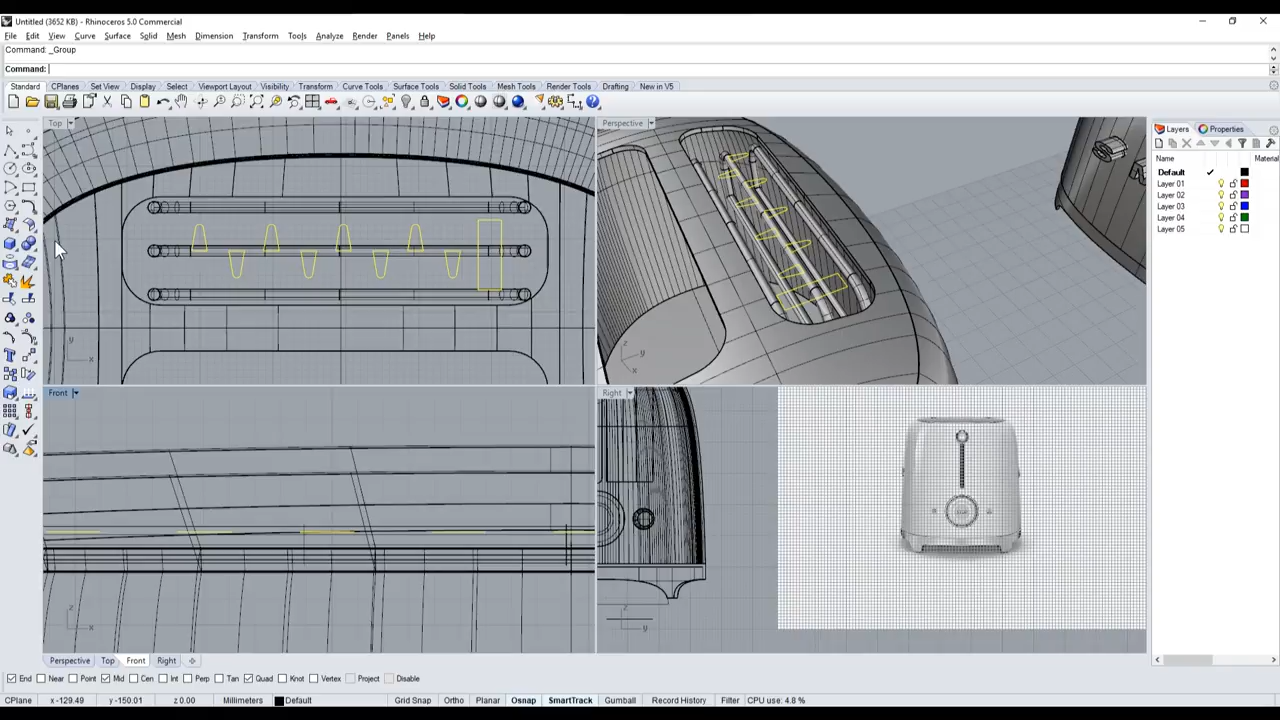 Untitled (3652 KB) - Rhinoceros 5.0 Commercial
File Edit View Curve Surface Solid Mesh Dimension Transform Tools Analyze Render Panels Help
Command: _Group
Command:
Standard CPlanes Set View Display Select Viewport Layout Visibility Transform Curve Tools Surface Tools Solid Tools Mesh Tools Render Tools Drafting New in V5
Top
Perspective
Layers Properties
Name Material
Default
Layer 01
Layer 02
Layer 03
Layer 04
Layer 05
y
x
z
y
x
Front
Right
z
x
z
y
Perspective Top Front Right
End Near Point Mid Cen Int Perp Tan Quad Knot Vertex Project Disable
CPlane x -129.49 y -150.01 z 0.00 Millimeters Default Grid Snap Ortho Planar Osnap SmartTrack Gumball Record History Filter CPU use: 4.8 %